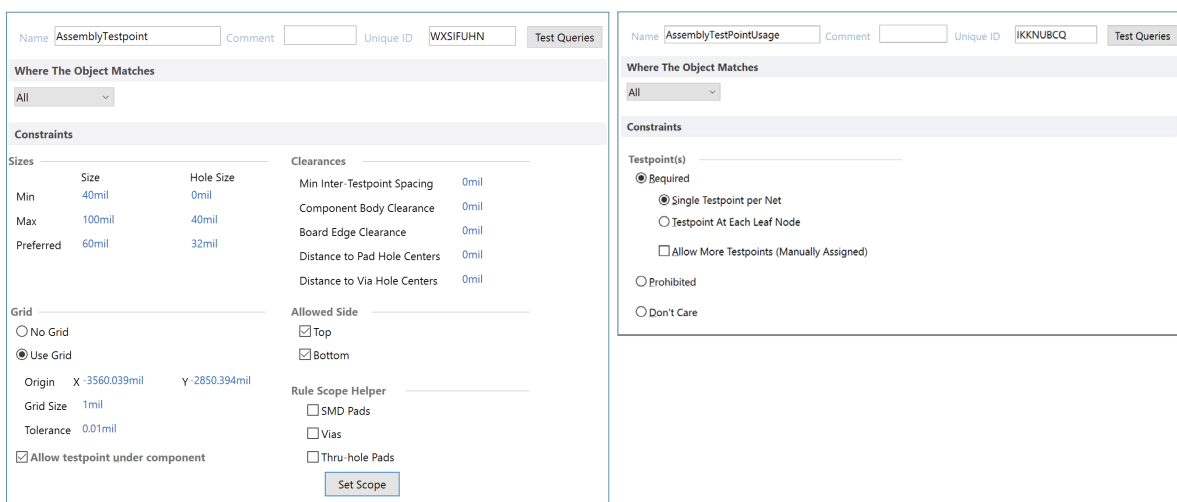 Name AssemblyTestpoint Comment Unique ID WXSIFUHN Test Queries
Where The Object Matches
All
Constraints
Sizes
Size Hole Size
Min 40mil 0mil
Max 100mil 40mil
Preferred 60mil 32mil
Clearances
Min Inter-Testpoint Spacing 0mil
Component Body Clearance 0mil
Board Edge Clearance 0mil
Distance to Pad Hole Centers 0mil
Distance to Via Hole Centers 0mil
Grid
No Grid
Use Grid
Origin X -3560.039mil Y -2850.394mil
Grid Size 1mil
Tolerance 0.01mil
Allow testpoint under component
Allowed Side
Top
Bottom
Rule Scope Helper
SMD Pads
Vias
Thru-hole Pads
Set Scope
Name AssemblyTestPointUsage Comment Unique ID IKKNUBCQ Test Queries
Where The Object Matches
All
Constraints
Testpoint(s)
Required
Single Testpoint per Net
Testpoint At Each Leaf Node
Allow More Testpoints (Manually Assigned)
Prohibited
Don't Care